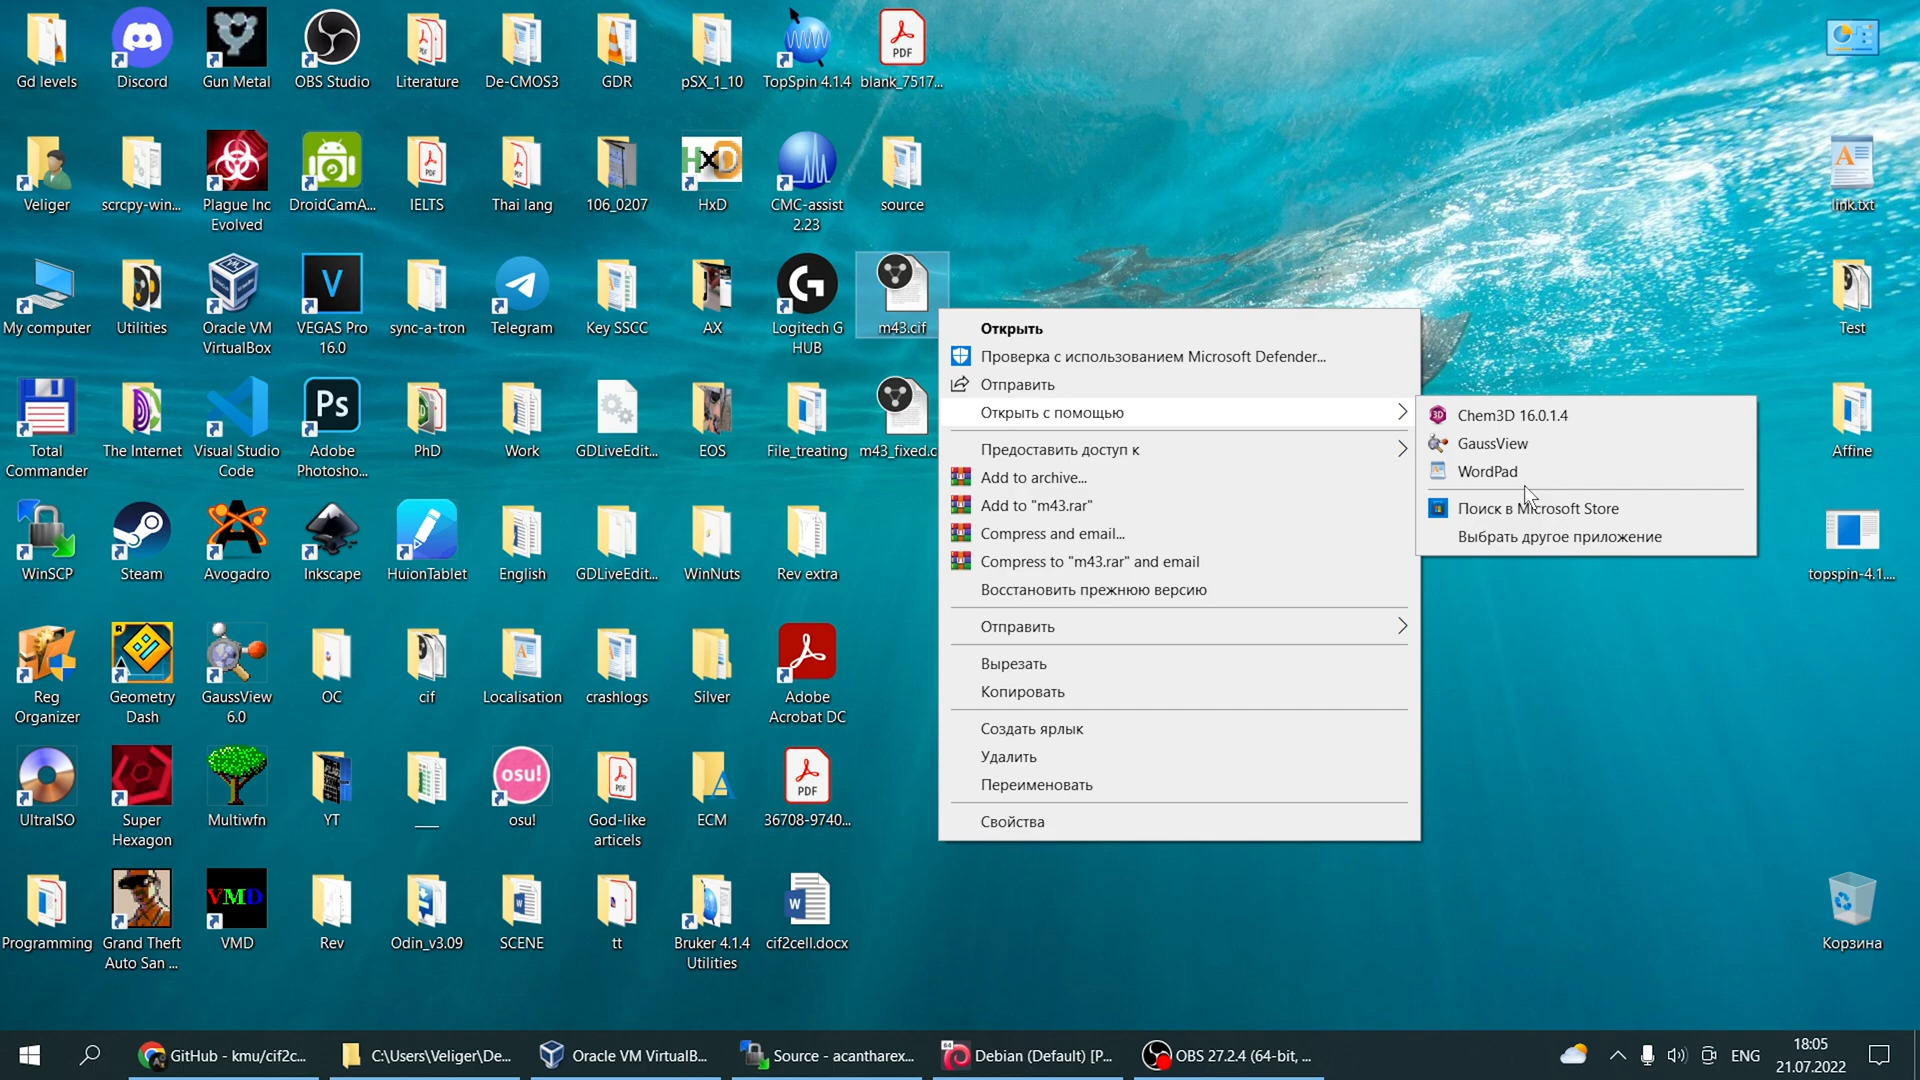 Gd levels
Discord
Gun Metal
OBS Studio
Literature
De-CMOS3
GDR
pSX_1_10
TopSpin 4.1.4
PDF
blank_7517...
Veliger
scrcpy-win...
Plague Inc
Evolved
DroidCamA...
IELTS
Thai lang
106_0207
HxD
HxD
CMC-assist
2.23
source
link.txt
My computer
Utilities
Oracle VM
VirtualBox
V
VEGAS Pro
16.0
sync-a-tron
Telegram
Key SSCC
AX
G
Logitech G
HUB
m43.cif
Test
Total
Commander
The Internet
Visual Studio
Code
Ps
Adobe
Photosho...
PhD
Work
GDLiveEdit...
EOS
File_treating
m43_fixed.c
Affine
WinSCP
Steam
Avogadro
Inkscape
HuionTablet
English
GDLiveEdit...
WinNuts
Rev extra
topspin-4.1....
Reg
Organizer
Geometry
Dash
GaussView
6.0
OC
cif
Localisation
crashlogs
Silver
Adobe
Acrobat DC
UltraISO
Super
Hexagon
Multiwfn
YT
___
osu!
osu!
God-like
articels
ECM
PDF
36708-9740...
Programming
Grand Theft
Auto San ...
VMD
VMD
Rev
Odin_v3.09
SCENE
tt
Bruker 4.1.4
Utilities
W
cif2cell.docx
Корзина
Открыть
Проверка с использованием Microsoft Defender...
Отправить
Открыть с помощью
Предоставить доступ к
Add to archive...
Add to "m43.rar"
Compress and email...
Compress to "m43.rar" and email
Восстановить прежнюю версию
Отправить
Вырезать
Копировать
Создать ярлык
Удалить
Переименовать
Свойства
3D
Chem3D 16.0.1.4
GaussView
WordPad
Поиск в Microsoft Store
Выбрать другое приложение
GitHub - kmu/cif2c...
C:\Users\Veliger\De...
Oracle VM VirtualB...
Source - acantharex...
64
Debian (Default) [P...
OBS 27.2.4 (64-bit, ...
ENG
18:05
21.07.2022